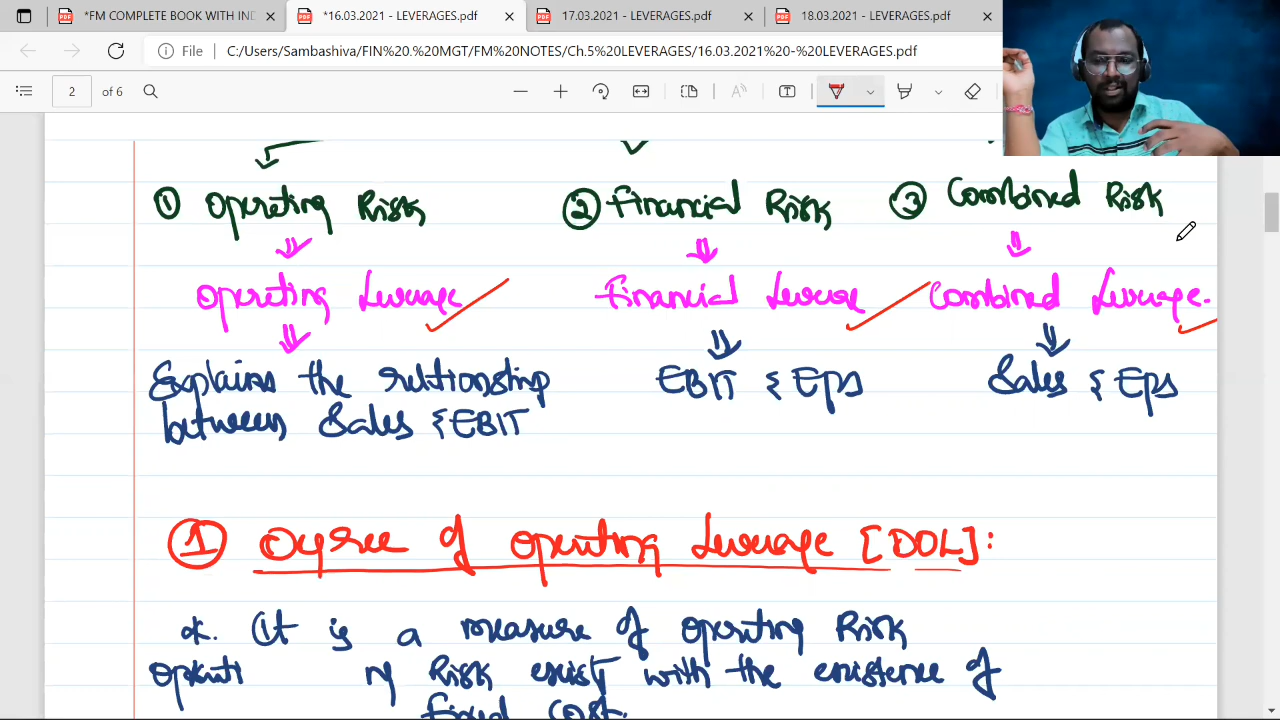 *FM COMPLETE BOOK WITH IND
*16.03.2021 - LEVERAGES.pdf
17.03.2021 - LEVERAGES.pdf
18.03.2021 - LEVERAGES.pdf
File
C:/Users/Sambashiva/FIN%20.%20MGT/FM%20NOTES/Ch.5%20LEVERAGES/16.03.2021%20-%20LEVERAGES.pdf
2 of 6
① Operating Risk ② Financial Risk ③ Combined Risk
Operating Leverage Financial Leverage Combined Leverage.
Explains the relationship EBIT & Eps Sales & Eps
between Sales & EBIT
① Degree of operating Leverage [DOL]:
*. It is a measure of operating Risk
Operati ng Risk exist with the existence of
fixed cost.